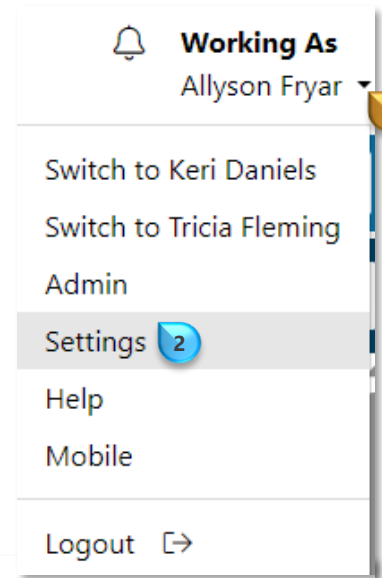 Working As
Allyson Fryar
Switch to Keri Daniels
Switch to Tricia Fleming
Admin
Settings 2
Help
Mobile
Logout